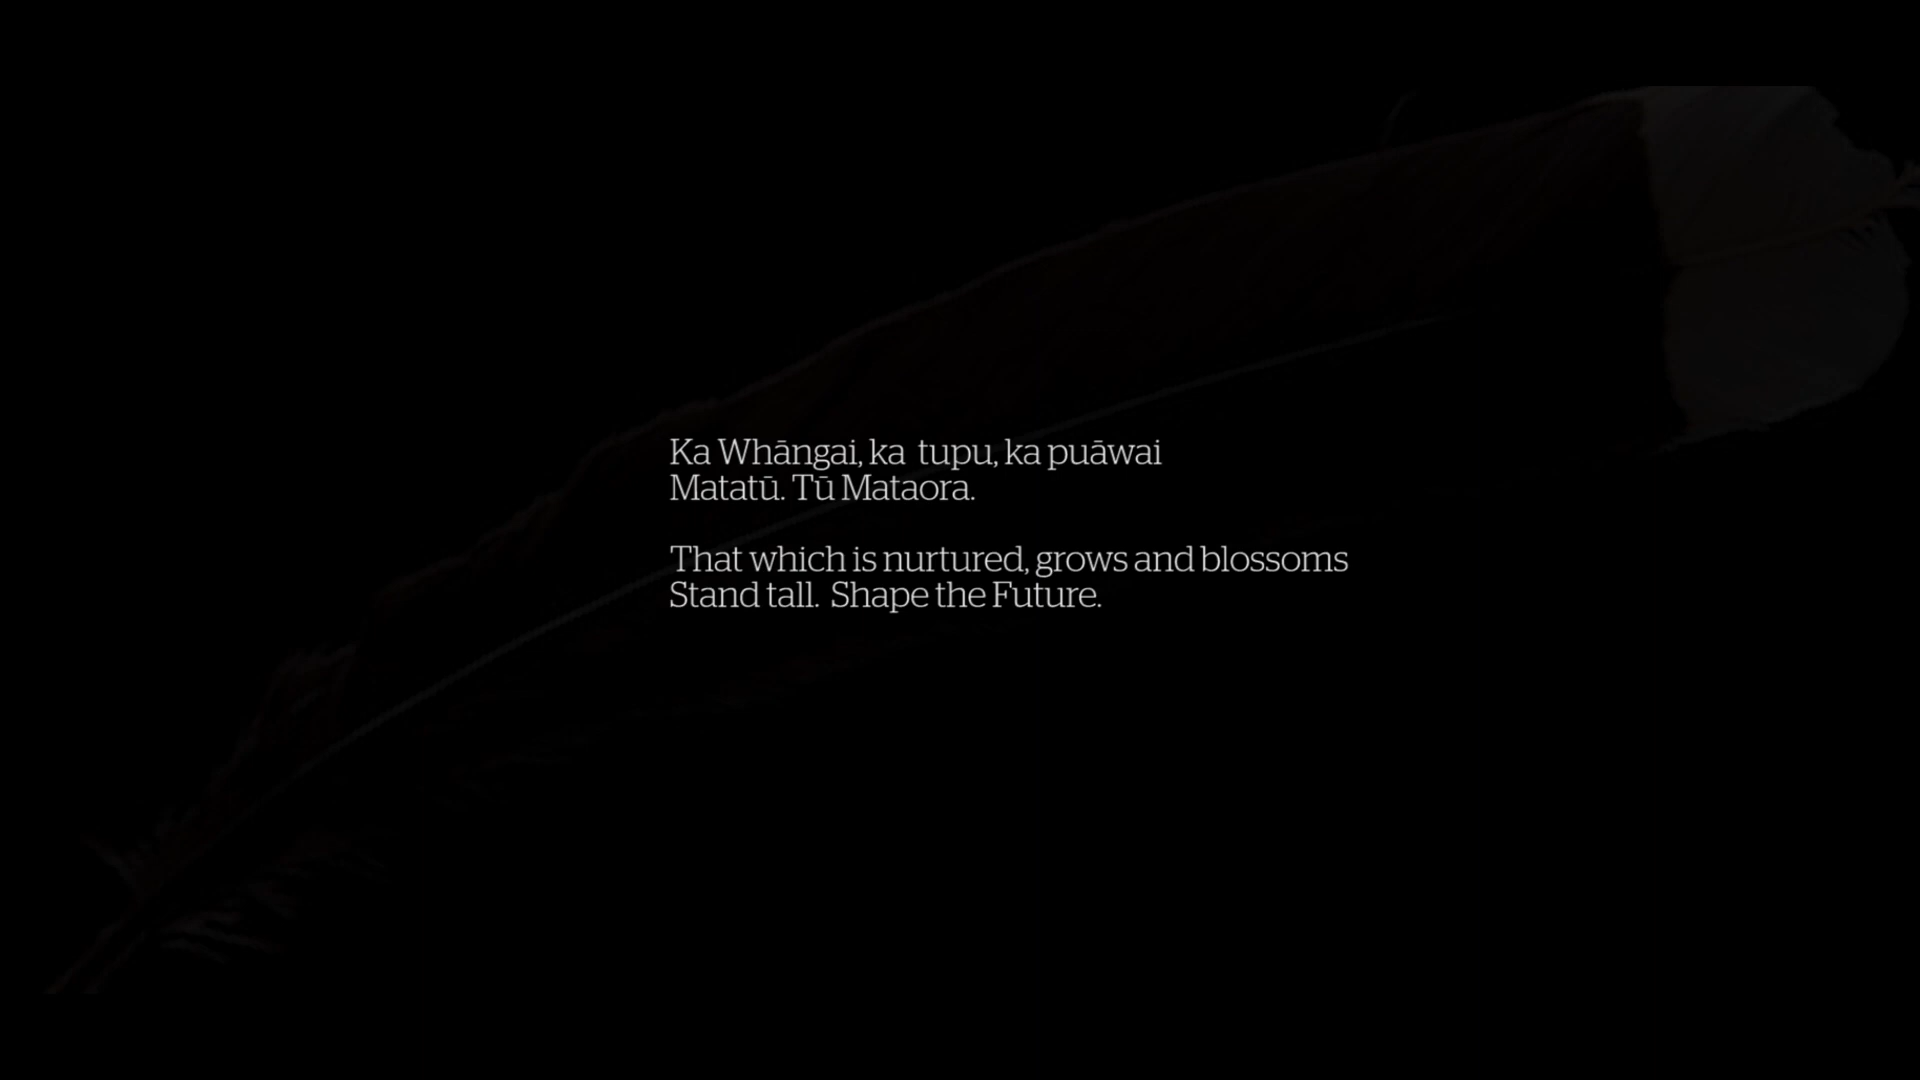 Ka Whāngai, ka tupu, ka puāwai
Matatū. Tū Mataora.
That which is nurtured, grows and blossoms
Stand tall. Shape the Future.